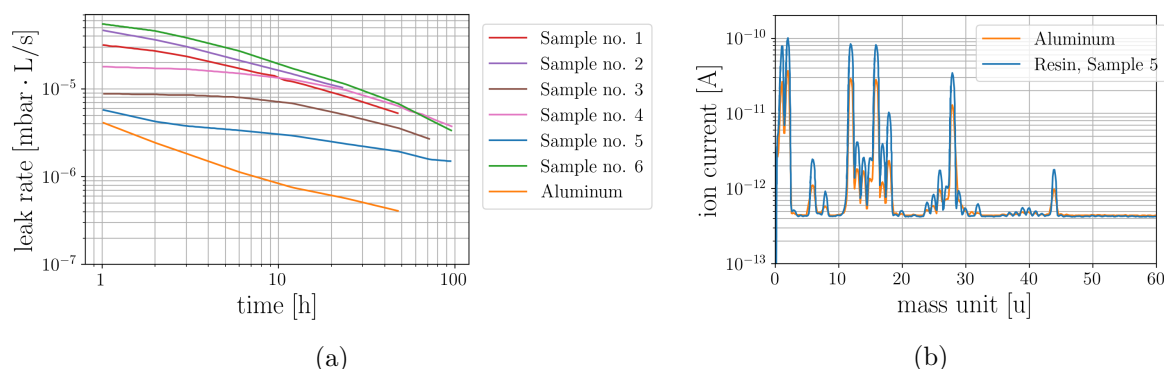 leak rate [mbar · L/s]
10⁻⁵
10⁻⁶
10⁻⁷
1
10
100
time [h]
Sample no. 1
Sample no. 2
Sample no. 3
Sample no. 4
Sample no. 5
Sample no. 6
Aluminum
(a)
ion current [A]
10⁻¹⁰
10⁻¹¹
10⁻¹²
10⁻¹³
0
10
20
30
40
50
60
mass unit [u]
Aluminum
Resin, Sample 5
(b)